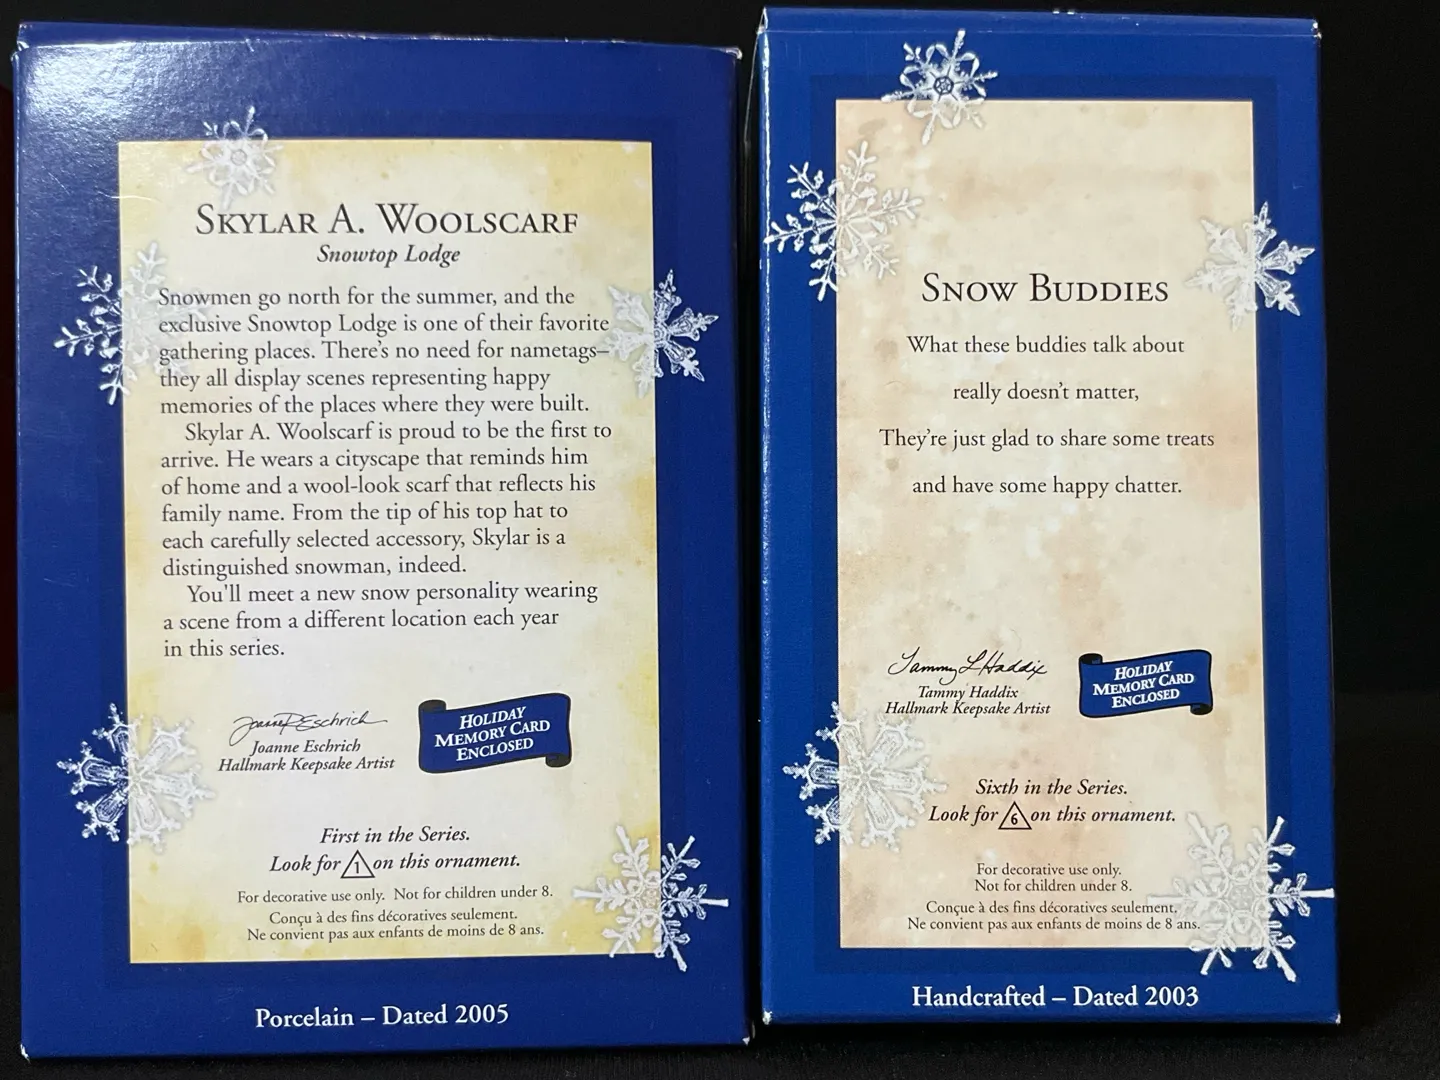 SKYLAR A. WOOLSCARF
Snowtop Lodge
Snowmen go north for the summer, and the
exclusive Snowtop Lodge is one of their favorite
gathering places. There's no need for nametags–
they all display scenes representing happy
memories of the places where they were built.
Skylar A. Woolscarf is proud to be the first to
arrive. He wears a cityscape that reminds him
of home and a wool-look scarf that reflects his
family name. From the tip of his top hat to
each carefully selected accessory, Skylar is a
distinguished snowman, indeed.
You'll meet a new snow personality wearing
a scene from a different location each year
in this series.
Joanne Eschrich
Joanne Eschrich
Hallmark Keepsake Artist
HOLIDAY
MEMORY CARD
ENCLOSED
First in the Series.
Look for 1 on this ornament.
For decorative use only. Not for children under 8.
Conçu à des fins décoratives seulement.
Ne convient pas aux enfants de moins de 8 ans.
Porcelain – Dated 2005
SNOW BUDDIES
What these buddies talk about
really doesn't matter,
They're just glad to share some treats
and have some happy chatter.
Tammy L Haddix
Tammy Haddix
Hallmark Keepsake Artist
HOLIDAY
MEMORY CARD
ENCLOSED
Sixth in the Series.
Look for 6 on this ornament.
For decorative use only.
Not for children under 8.
Conçue à des fins décoratives seulement.
Ne convient pas aux enfants de moins de 8 ans.
Handcrafted – Dated 2003